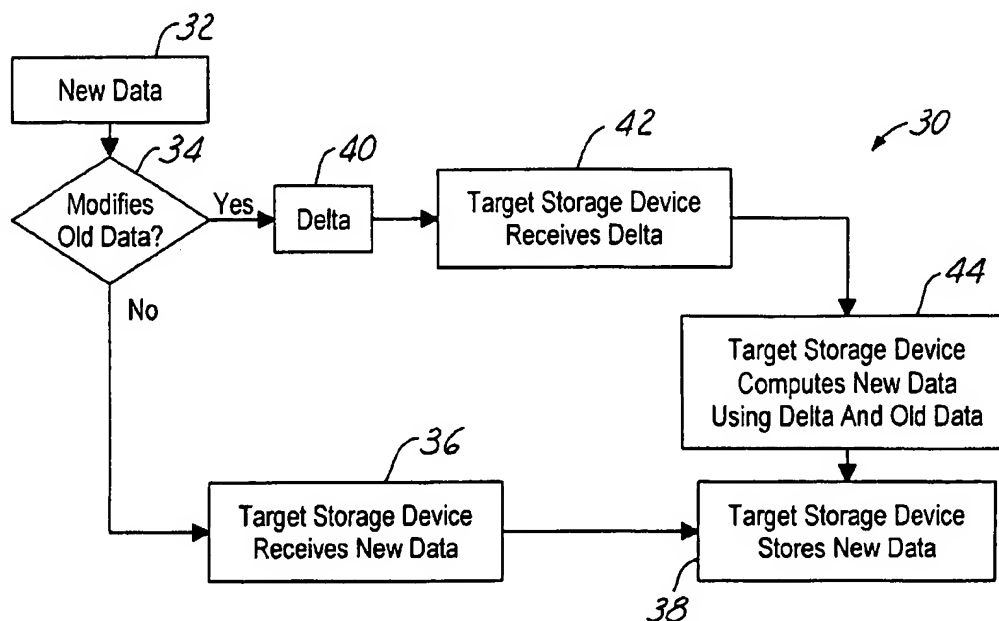 32
New Data
34
Modifies
Old Data?
Yes
No
40
Delta
42
Target Storage Device
Receives Delta
30
44
Target Storage Device
Computes New Data
Using Delta And Old Data
36
Target Storage Device
Receives New Data
Target Storage Device
Stores New Data
38